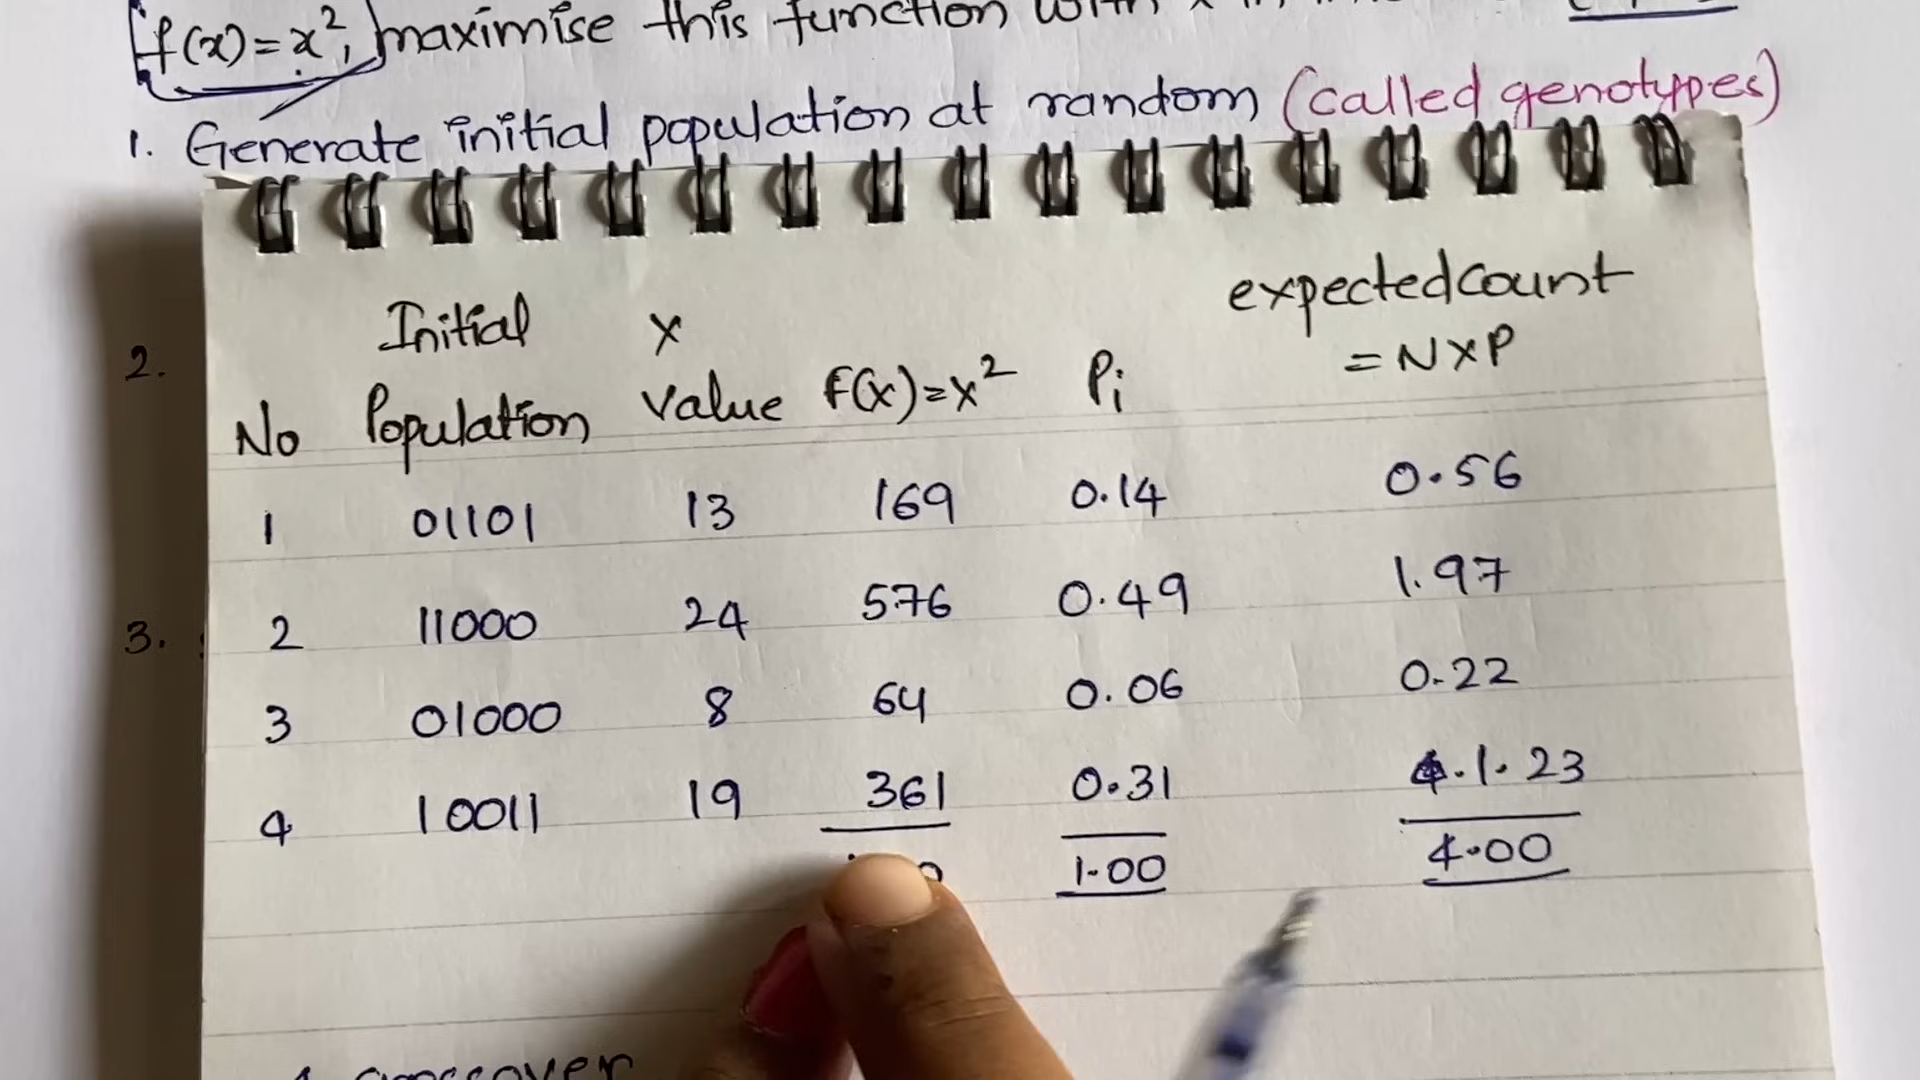 f(x) = x², maximise this function with x in
1. Generate initial population at random (called genotypes)
2.
3.
No Initial Population X Value f(x)=x² Pi expected count = N X P
1 01101 13 169 0.14 0.56
2 11000 24 576 0.49 1.97
3 01000 8 64 0.06 0.22
4 10011 19 361 0.31 1.23
1.00 4.00
crossover